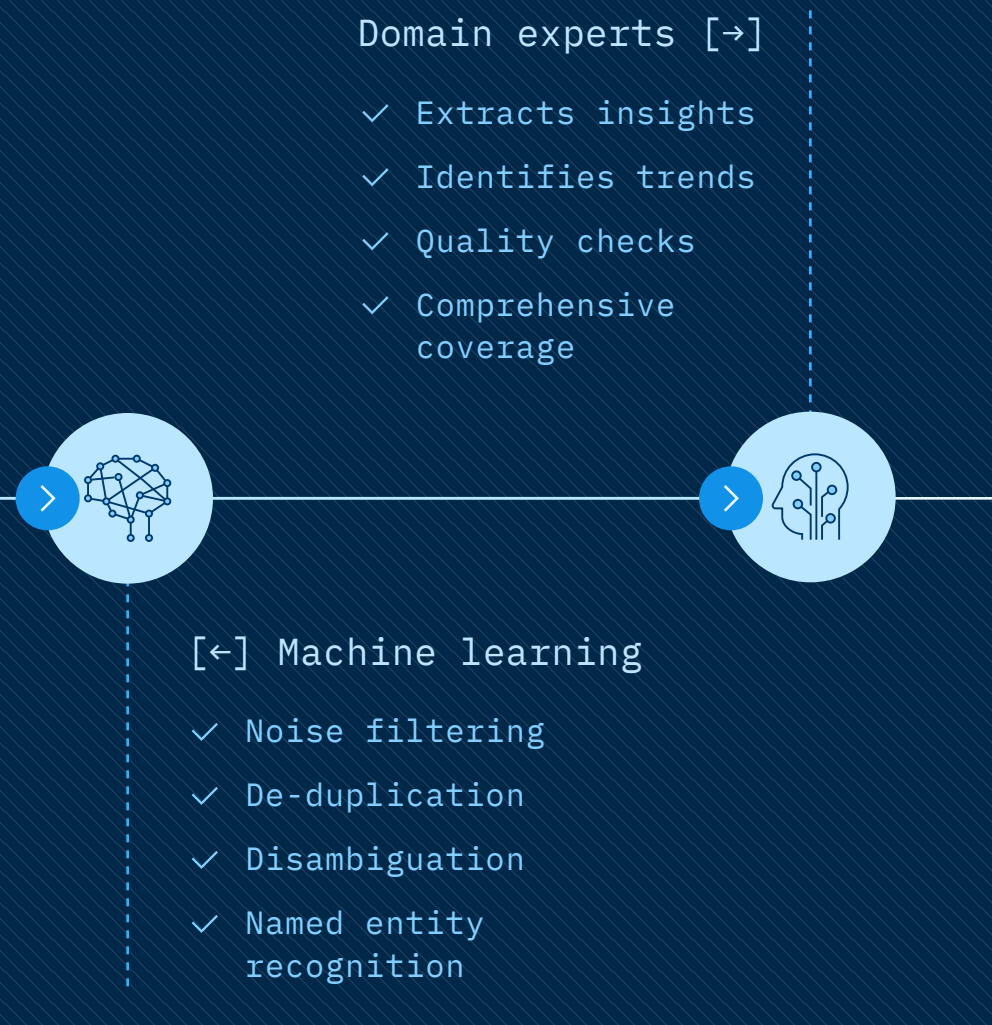 Domain experts [→]
Extracts insights
Identifies trends
Quality checks
Comprehensive
coverage
[←] Machine learning
Noise filtering
De-duplication
Disambiguation
Named entity
recognition